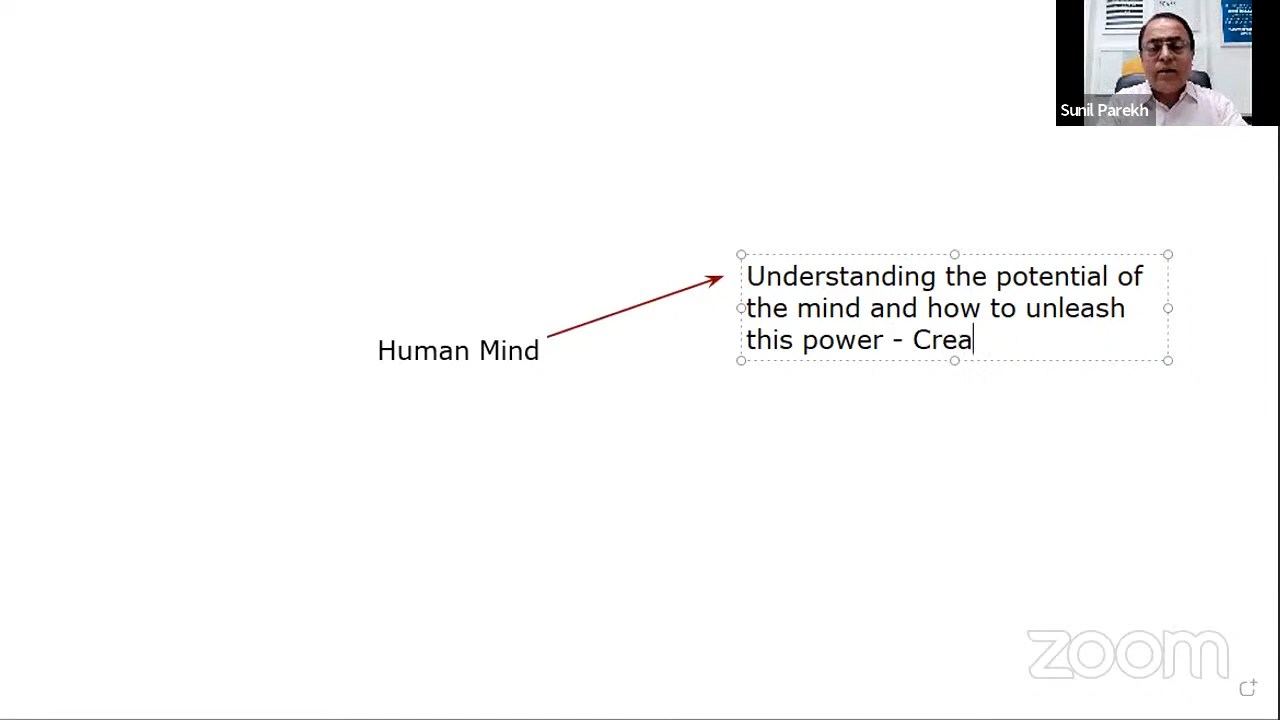 Sunil Parekh
Understanding the potential of
the mind and how to unleash
this power - Crea
Human Mind
zoom